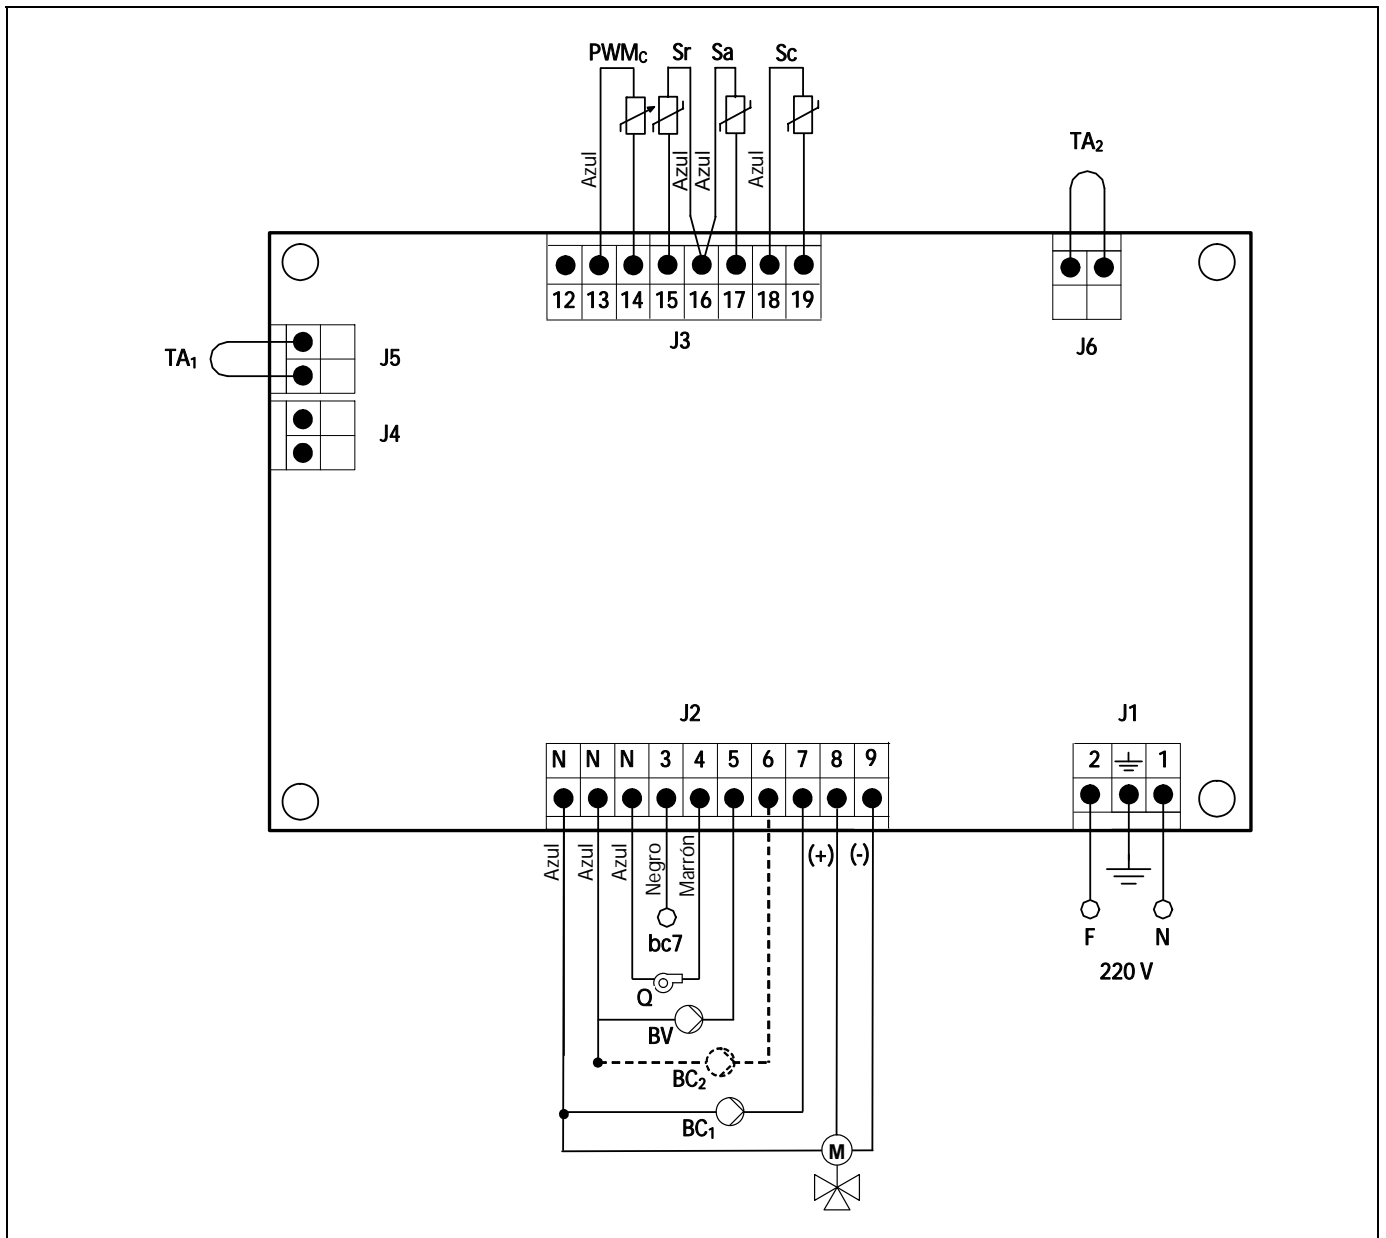 PWMC Sr Sa Sc
Azul Azul Azul Azul
TA2
12 13 14 15 16 17 18 19
J3
J6
TA1
J5
J4
J2
J1
N N N 3 4 5 6 7 8 9
2 1
Azul Azul Azul Negro Marrón (+) (-)
bc7
F N
220 V
Q
BV
BC2
BC1
M